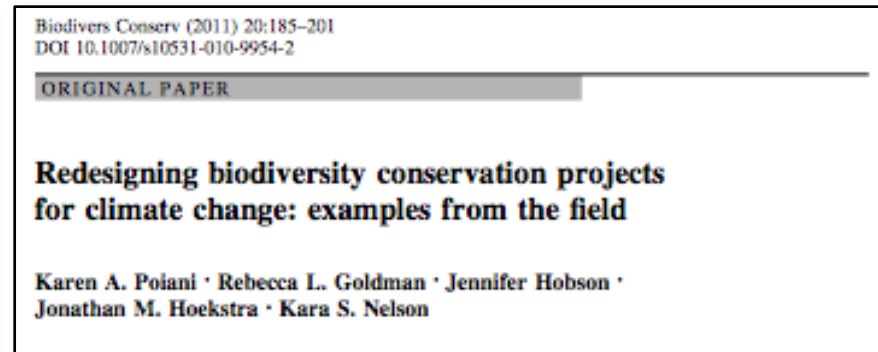 Biodivers Conserv (2011) 20:185–201
DOI 10.1007/s10531-010-9954-2
ORIGINAL PAPER
Redesigning biodiversity conservation projects
for climate change: examples from the field
Karen A. Poiani · Rebecca L. Goldman · Jennifer Hobson ·
Jonathan M. Hoekstra · Kara S. Nelson